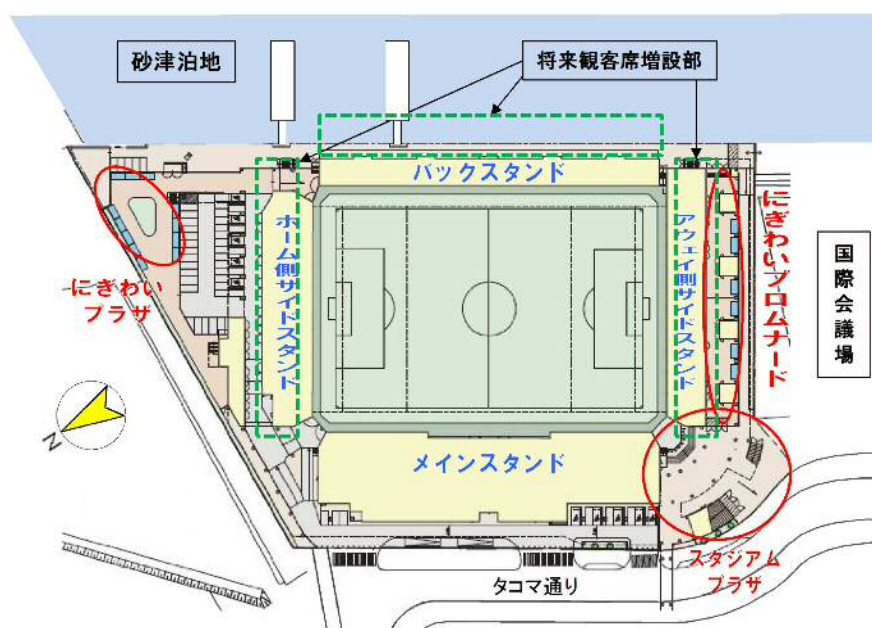 砂津泊地
将来観客席増設部
バックスタンド
ホーム側サイドスタンド
アウェイ側サイドスタンド
にぎわいプロムナード
国際会議場
にぎわい
プラザ
N
メインスタンド
スタジアム
プラザ
タコマ通り